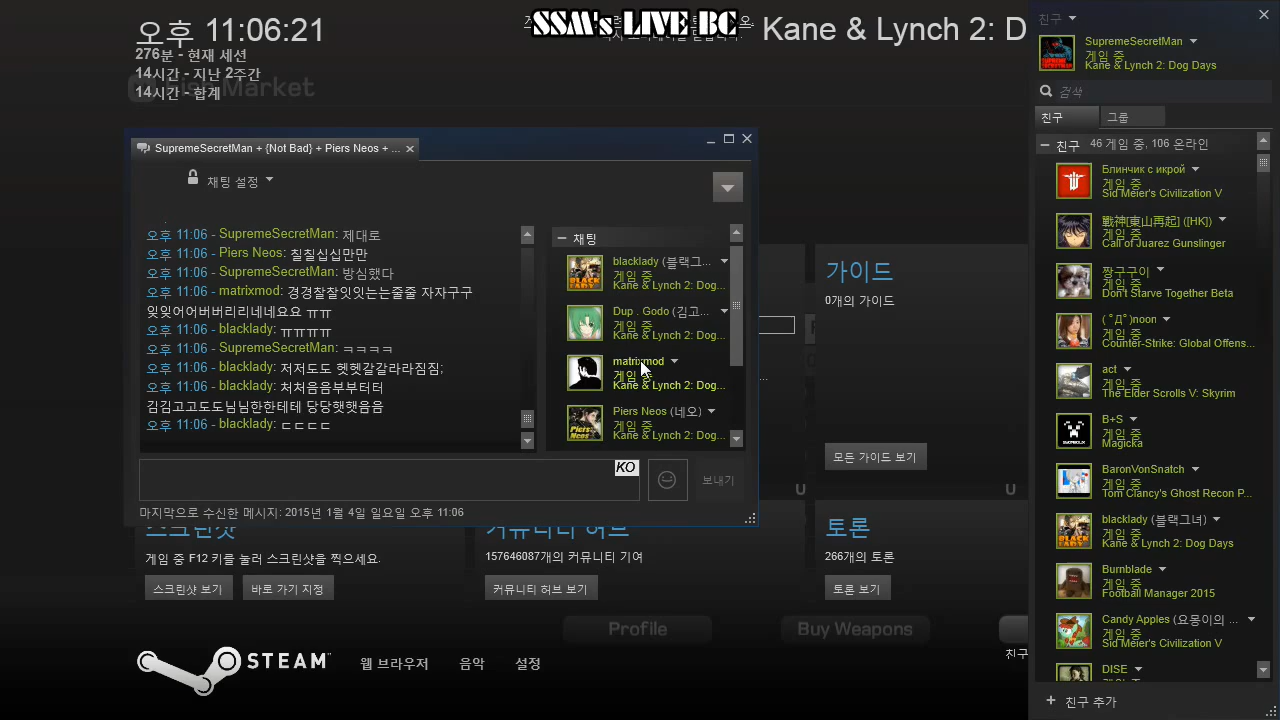 오후 11:06:21
276분 - 현재 세션
14시간 - 지난 2주간
14시간 - 합계
Market
SSM's LIVE BC
Kane & Lynch 2: D
SupremeSecretMan + {Not Bad} + Piers Neos + ...
채팅 설정
오후 11:06 - SupremeSecretMan: 제대로
오후 11:06 - Piers Neos: 칠칠십십만만
오후 11:06 - SupremeSecretMan: 방심했다
오후 11:06 - matrixmod: 경경찰찰잇잇는는줄줄 자자구구
잊잊어어버버리리네네요요 ㅠㅠ
오후 11:06 - blacklady: ㅠㅠㅠㅠ
오후 11:06 - SupremeSecretMan: ㅋㅋㅋㅋ
오후 11:06 - blacklady: 저저도도 헷헷갈갈라라짐짐;
오후 11:06 - blacklady: 처처음음부부터터
김김고고도도님님한한테테 당당햇햇음음
오후 11:06 - blacklady: ㄷㄷㄷㄷ
채팅
blacklady (블랙그...
게임 중
Kane & Lynch 2: Dog...
Dup . Godo (김고...
게임 중
Kane & Lynch 2: Dog...
matrixmod
게임 중
Kane & Lynch 2: Dog...
Piers Neos (네오)
게임 중
Kane & Lynch 2: Dog...
KO
보내기
마지막으로 수신한 메시지: 2015년 1월 4일 일요일 오후 11:06
가이드
0개의 가이드
모든 가이드 보기
U
U
스크린샷
게임 중 F12 키를 눌러 스크린샷을 찍으세요.
스크린샷 보기
바로 가기 지정
커뮤니티 허브
157646087개의 커뮤니티 기여
커뮤니티 허브 보기
토론
266개의 토론
토론 보기
Profile
Buy Weapons
STEAM
웹 브라우저
음악
설정
친구
친구
SupremeSecretMan
게임 중
Kane & Lynch 2: Dog Days
검색
친구
그룹
친구 46 게임 중, 106 온라인
Блинчик с икрой
게임 중
Sid Meier's Civilization V
戰神[東山再起] ([HK])
게임 중
Call of Juarez Gunslinger
짱구구이
게임 중
Don't Starve Together Beta
( ﾟДﾟ)noon
게임 중
Counter-Strike: Global Offens...
act
게임 중
The Elder Scrolls V: Skyrim
B+S
게임 중
Magicka
BaronVonSnatch
게임 중
Tom Clancy's Ghost Recon P...
blacklady (블랙그녀)
게임 중
Kane & Lynch 2: Dog Days
Burnblade
게임 중
Football Manager 2015
Candy Apples (요몽이의 ...
게임 중
Sid Meier's Civilization V
DISE
게임 중
친구 추가